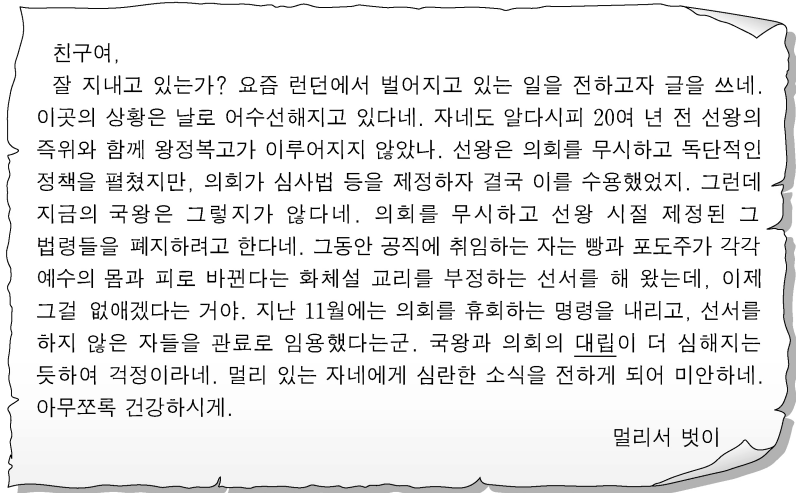 친구여,
잘 지내고 있는가? 요즘 런던에서 벌어지고 있는 일을 전하고자 글을 쓰네.
이곳의 상황은 날로 어수선해지고 있다네. 자네도 알다시피 20여 년 전 선왕의
즉위와 함께 왕정복고가 이루어지지 않았나. 선왕은 의회를 무시하고 독단적인
정책을 펼쳤지만, 의회가 심사법 등을 제정하자 결국 이를 수용했었지. 그런데
지금의 국왕은 그렇지가 않다네. 의회를 무시하고 선왕 시절 제정된 그
법령들을 폐지하려고 한다네. 그동안 공직에 취임하는 자는 빵과 포도주가 각각
예수의 몸과 피로 바뀐다는 화체설 교리를 부정하는 선서를 해 왔는데, 이제
그걸 없애겠다는 거야. 지난 11월에는 의회를 휴회하는 명령을 내리고, 선서를
하지 않은 자들을 관료로 임용했다는군. 국왕과 의회의 대립이 더 심해지는
듯하여 걱정이라네. 멀리 있는 자네에게 심란한 소식을 전하게 되어 미안하네.
아무쪼록 건강하시게.
멀리서 벗이